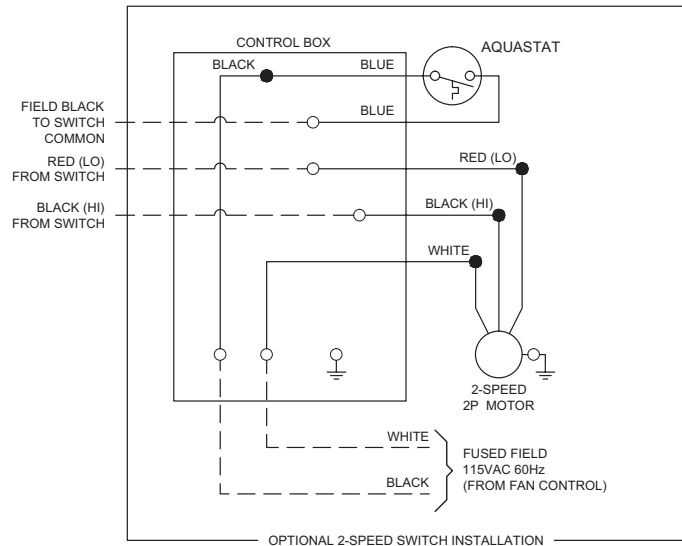 CONTROL BOX
AQUASTAT
BLACK
BLUE
FIELD BLACK
TO SWITCH
COMMON
BLUE
RED (LO)
FROM SWITCH
RED (LO)
BLACK (HI)
FROM SWITCH
BLACK (HI)
WHITE
2-SPEED
2P MOTOR
WHITE
BLACK
FUSED FIELD
115VAC 60Hz
(FROM FAN CONTROL)
OPTIONAL 2-SPEED SWITCH INSTALLATION